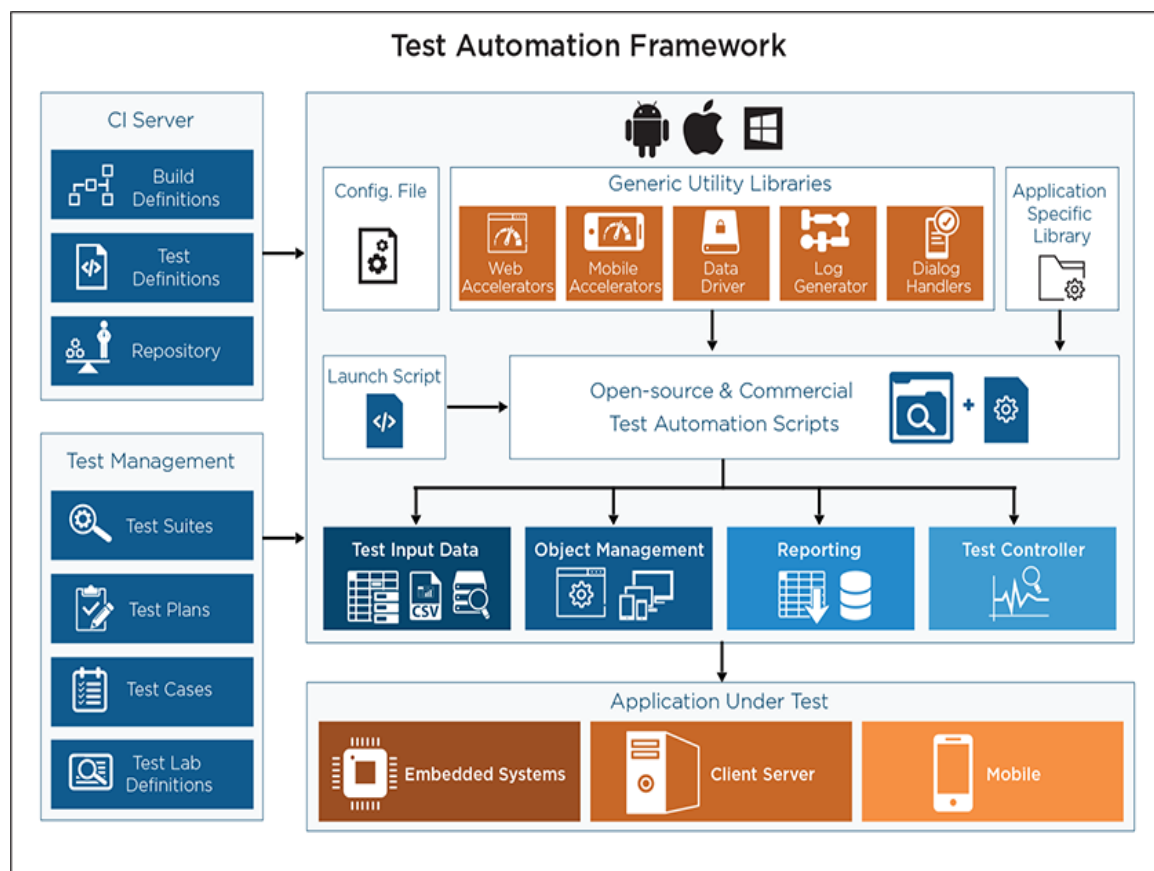 Test Automation Framework
CI Server
Build
Definitions
Test
Definitions
Repository
Test Management
Test Suites
Test Plans
Test Cases
Test Lab
Definitions
Config. File
Generic Utility Libraries
Web
Accelerators
Mobile
Accelerators
Data
Driver
Log
Generator
Dialog
Handlers
Application
Specific
Library
Launch Script
Open-source & Commercial
Test Automation Scripts
Test Input Data
CSV
Object Management
Reporting
Test Controller
Application Under Test
Embedded Systems
Client Server
Mobile